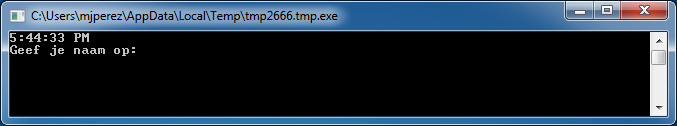 C:\Users\mjperez\AppData\Local\Temp\tmp2666.tmp.exe
5:44:33 PM
Geef je naam op: